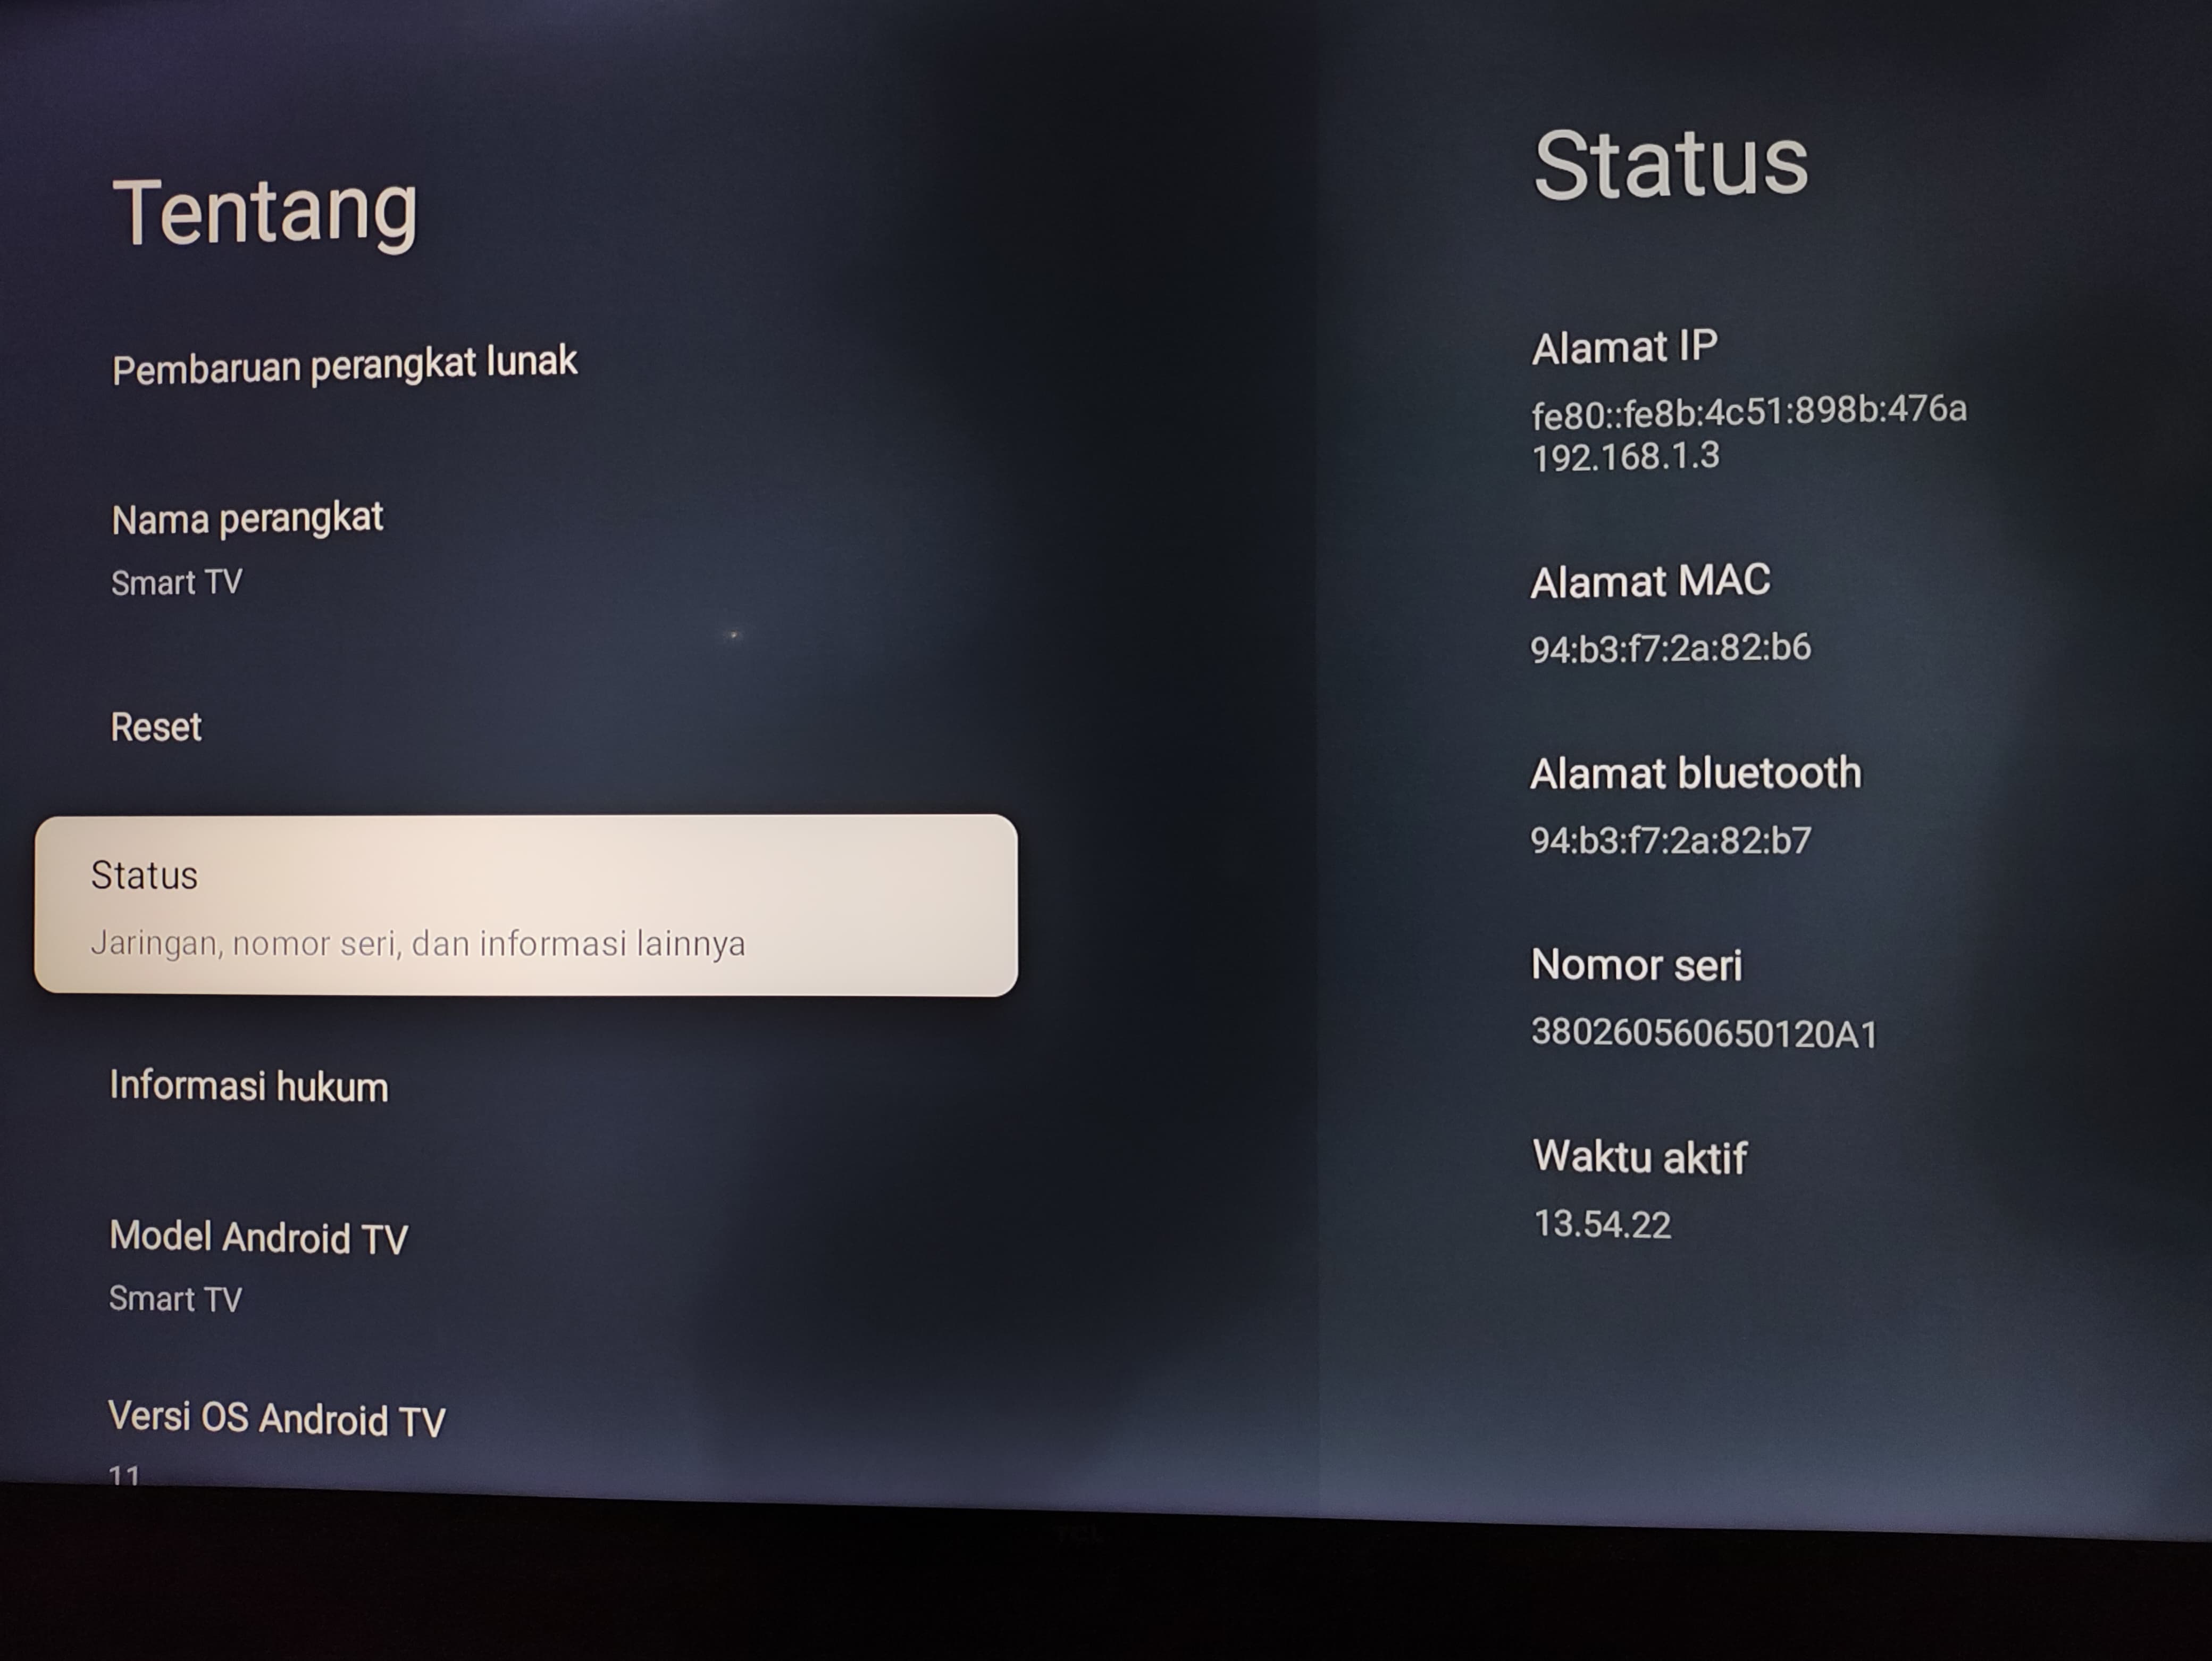 Tentang
Pembaruan perangkat lunak
Nama perangkat
Smart TV
Reset
Status
Jaringan, nomor seri, dan informasi lainnya
Informasi hukum
Model Android TV
Smart TV
Versi OS Android TV
11
Status
Alamat IP
fe80::fe8b:4c51:898b:476a
192.168.1.3
Alamat MAC
94:b3:f7:2a:82:b6
Alamat bluetooth
94:b3:f7:2a:82:b7
Nomor seri
380260560650120A1
Waktu aktif
13.54.22